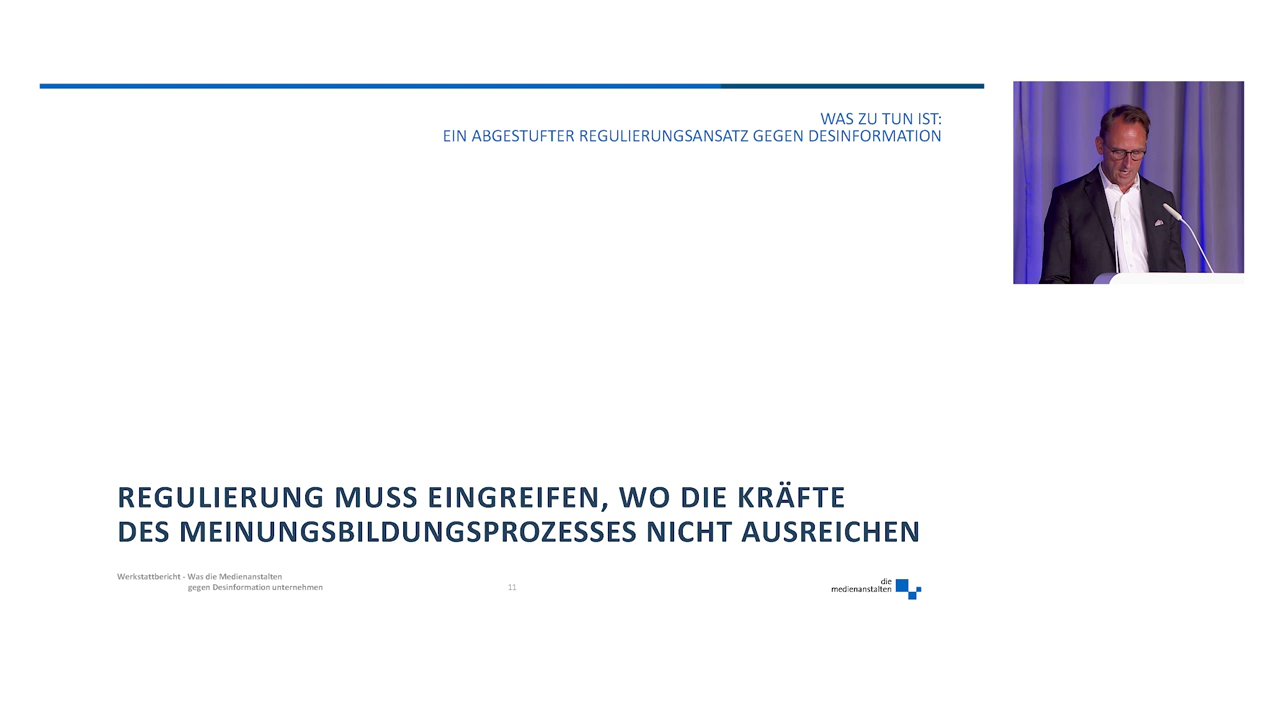 WAS ZU TUN IST:
EIN ABGESTUFTER REGULIERUNGSANSATZ GEGEN DESINFORMATION
REGULIERUNG MUSS EINGREIFEN, WO DIE KRÄFTE
DES MEINUNGSBILDUNGSPROZESSES NICHT AUSREICHEN
Werkstattbericht - Was die Medienanstalten
gegen Desinformation unternehmen
11
die
medienanstalten